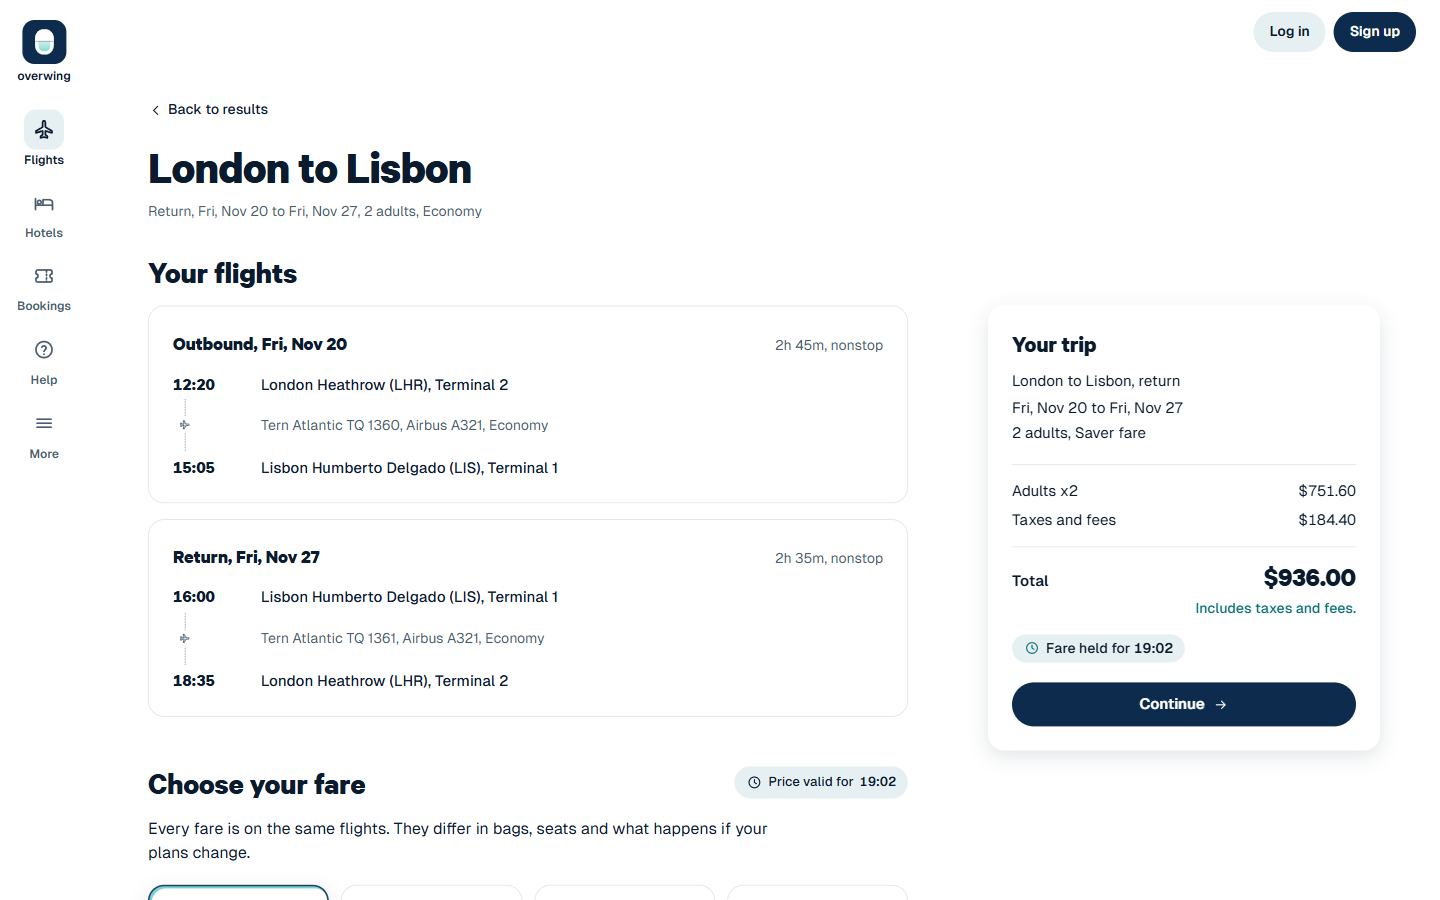 Log in
Sign up
overwing
Flights
Hotels
Bookings
Help
More
Back to results
London to Lisbon
Return, Fri, Nov 20 to Fri, Nov 27, 2 adults, Economy
Your flights
Outbound, Fri, Nov 20
2h 45m, nonstop
12:20 London Heathrow (LHR), Terminal 2
Tern Atlantic TQ 1360, Airbus A321, Economy
15:05 Lisbon Humberto Delgado (LIS), Terminal 1
Return, Fri, Nov 27
2h 35m, nonstop
16:00 Lisbon Humberto Delgado (LIS), Terminal 1
Tern Atlantic TQ 1361, Airbus A321, Economy
18:35 London Heathrow (LHR), Terminal 2
Choose your fare
Price valid for 19:02
Every fare is on the same flights. They differ in bags, seats and what happens if your
plans change.
Your trip
London to Lisbon, return
Fri, Nov 20 to Fri, Nov 27
2 adults, Saver fare
Adults x2 $751.60
Taxes and fees $184.40
Total $936.00
Includes taxes and fees.
Fare held for 19:02
Continue